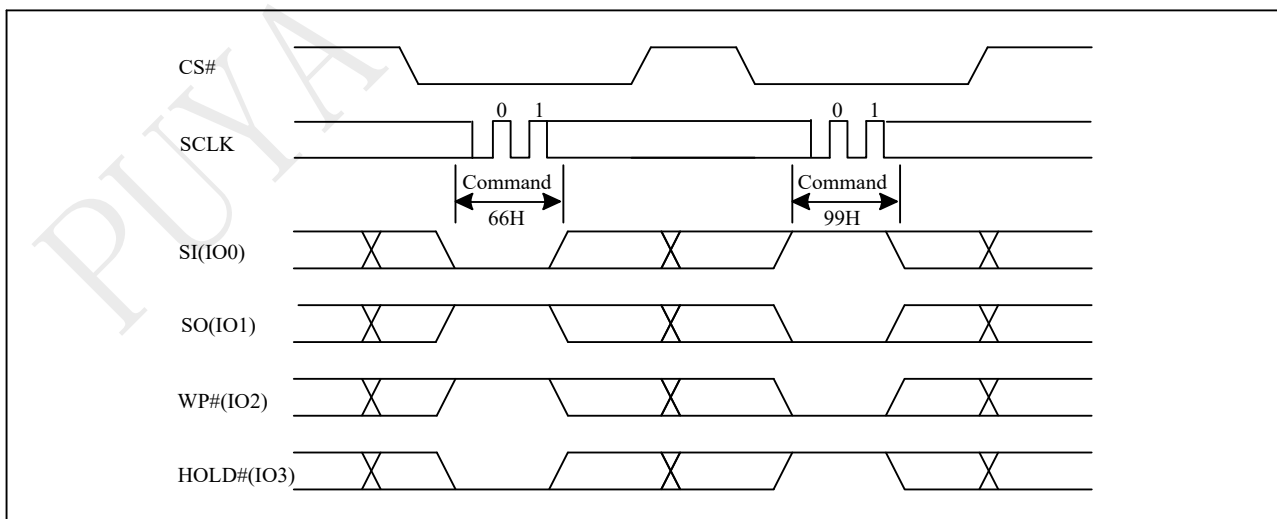 PUYA
CS#
0 1 0 1
SCLK
Command Command
66H 99H
SI(IO0)
SO(IO1)
WP#(IO2)
HOLD#(IO3)